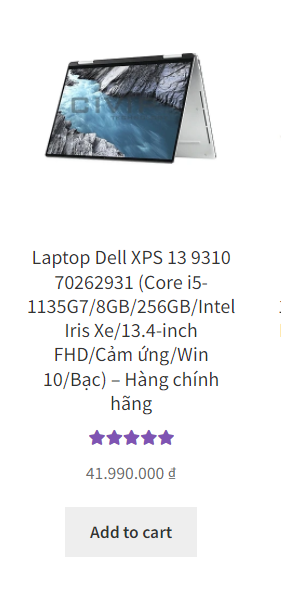 Laptop Dell XPS 13 9310
70262931 (Core i5-
1135G7/8GB/256GB/Intel
Iris Xe/13.4-inch
FHD/Cảm ứng/Win
10/Bạc) – Hàng chính
hãng
41.990.000 ₫
Add to cart